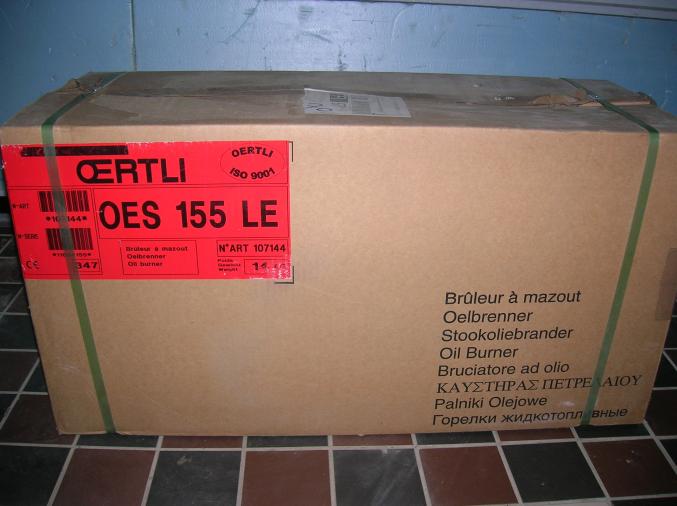 ŒRTLI
OERTLI
ISO 9001
N-ART
OES 155 LE
N-SERIE
Brûleur à mazout
Oelbrenner
Oil burner
N°ART 107144
Poids
Gewicht
Weight
CE
Brûleur à mazout
Oelbrenner
Stookoliebrander
Oil Burner
Bruciatore ad olio
ΚΑΥΣΤΗΡΑΣ ΠΕΤΡΕΛΑΙΟΥ
Palniki Olejowe
Горелки жидкотопливные